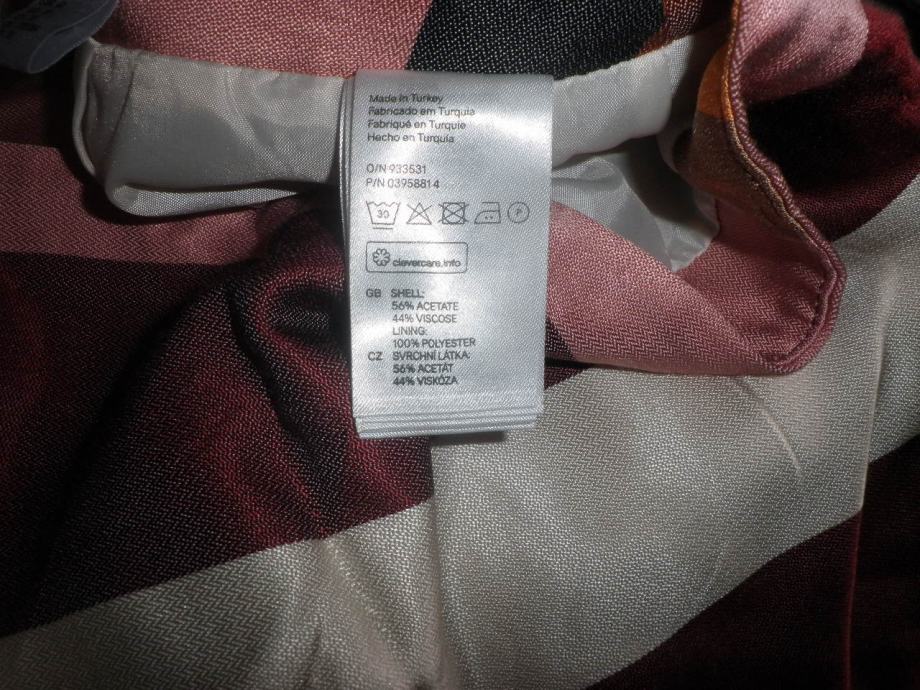 Made in Turkey
Fabricado em Turquia
Fabriqué en Turquie
Hecho en Turquía
O/N 933531
P/N 03958814
30 P
clevercare.info
GB SHELL:
56% ACETATE
44% VISCOSE
LINING:
100% POLYESTER
CZ SVRCHNÍ LÁTKA:
56% ACETÁT
44% VISKÓZA